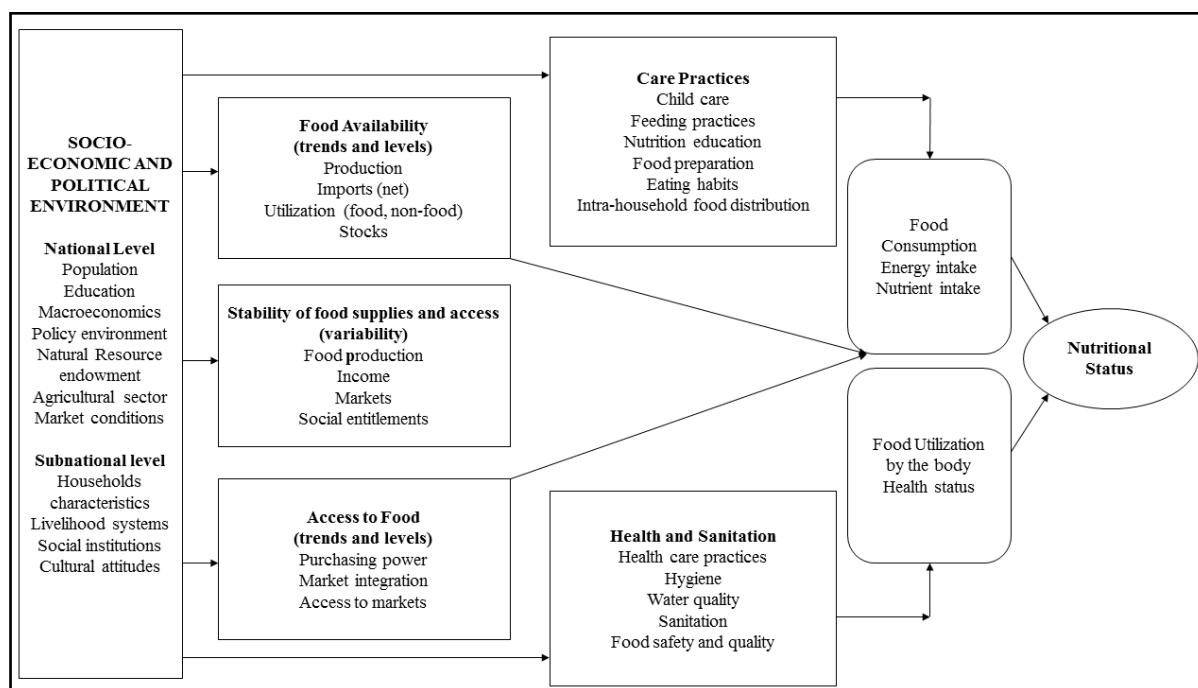 SOCIO-
ECONOMIC AND
POLITICAL
ENVIRONMENT
National Level
Population
Education
Macroeconomics
Policy environment
Natural Resource
endowment
Agricultural sector
Market conditions
Subnational level
Households
characteristics
Livelihood systems
Social institutions
Cultural attitudes
Food Availability
(trends and levels)
Production
Imports (net)
Utilization (food, non-food)
Stocks
Stability of food supplies and access
(variability)
Food production
Income
Markets
Social entitlements
Access to Food
(trends and levels)
Purchasing power
Market integration
Access to markets
Care Practices
Child care
Feeding practices
Nutrition education
Food preparation
Eating habits
Intra-household food distribution
Health and Sanitation
Health care practices
Hygiene
Water quality
Sanitation
Food safety and quality
Food
Consumption
Energy intake
Nutrient intake
Food Utilization
by the body
Health status
Nutritional
Status